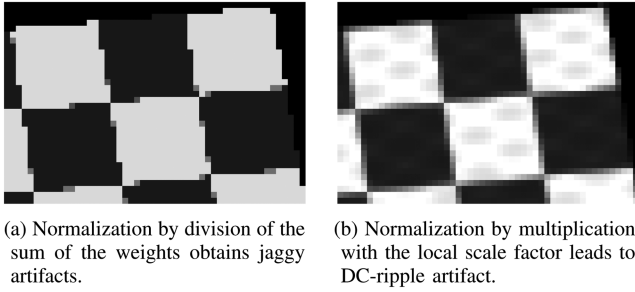 (a) Normalization by division of the
sum of the weights obtains jaggy
artifacts.
(b) Normalization by multiplication
with the local scale factor leads to
DC-ripple artifact.